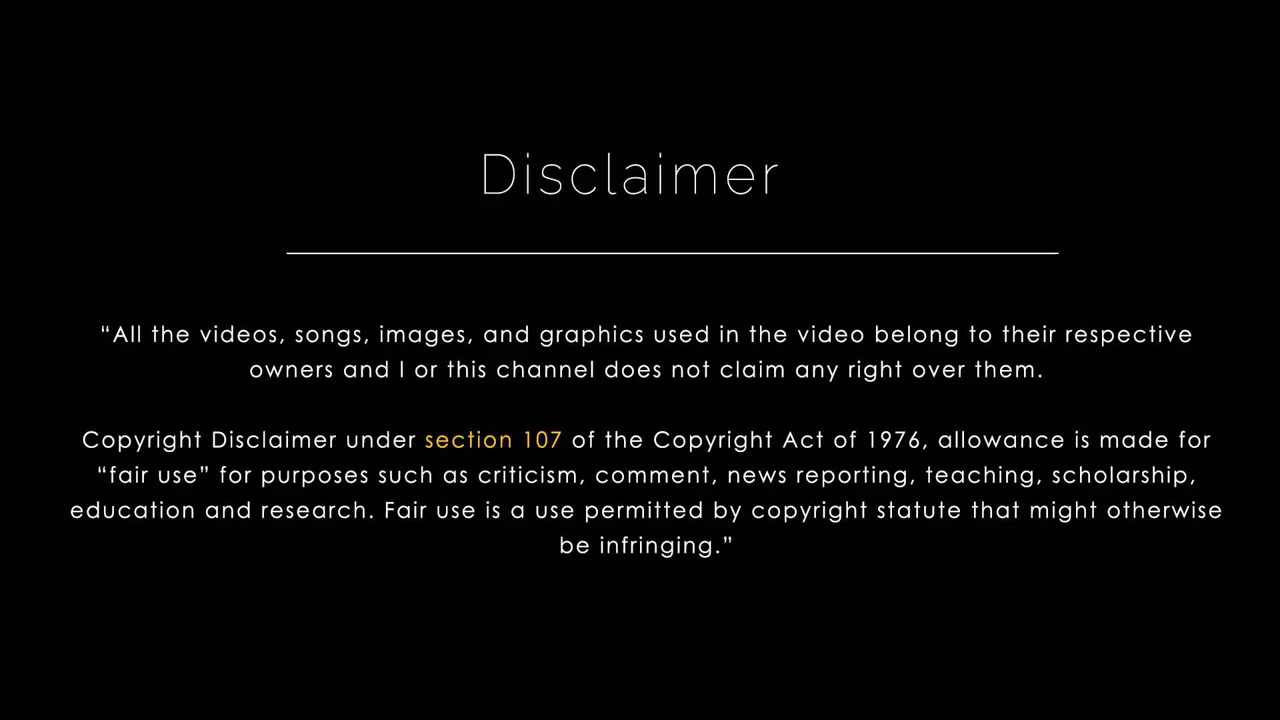 Disclaimer
“All the videos, songs, images, and graphics used in the video belong to their respective
owners and I or this channel does not claim any right over them.
Copyright Disclaimer under section 107 of the Copyright Act of 1976, allowance is made for
“fair use” for purposes such as criticism, comment, news reporting, teaching, scholarship,
education and research. Fair use is a use permitted by copyright statute that might otherwise
be infringing.”